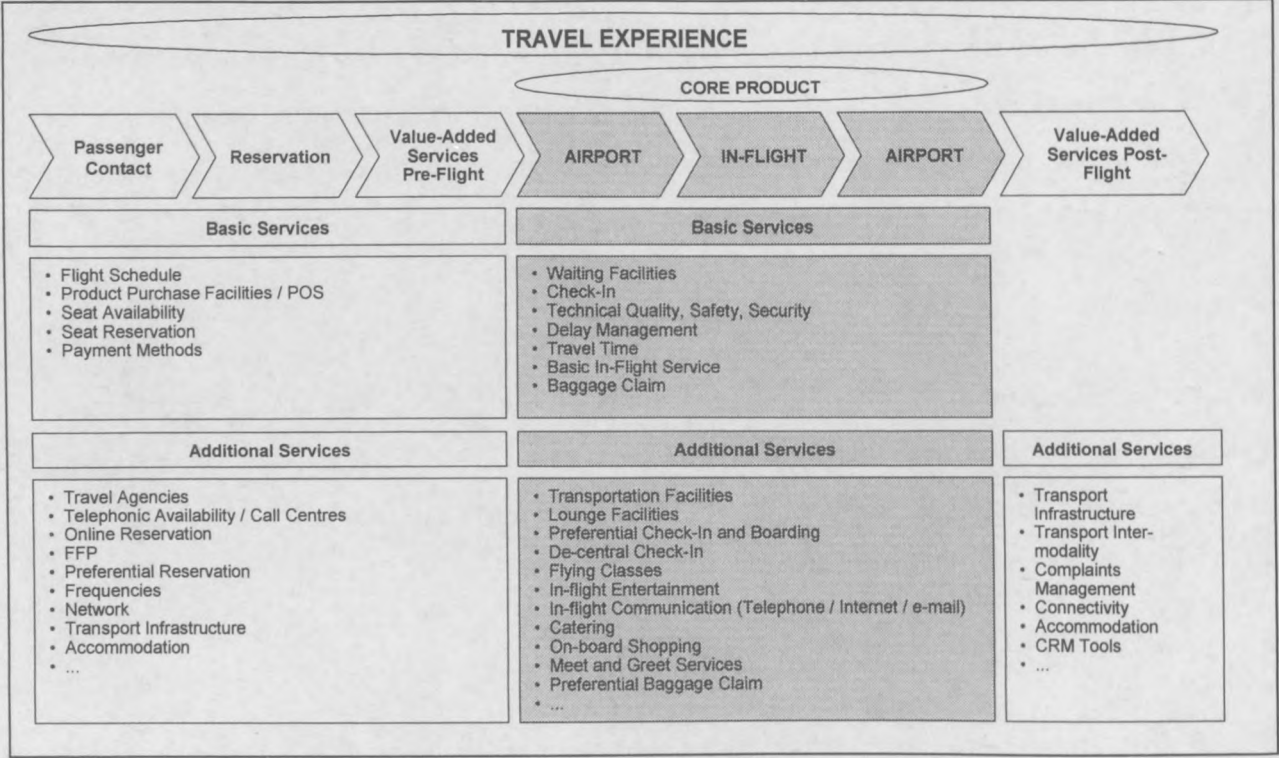 TRAVEL EXPERIENCE
CORE PRODUCT
Passenger
Contact
Reservation
Value-Added
Services
Pre-Flight
AIRPORT
IN-FLIGHT
AIRPORT
Value-Added
Services Post-
Flight
Basic Services
• Flight Schedule
• Product Purchase Facilities / POS
• Seat Availability
• Seat Reservation
• Payment Methods
Basic Services
• Waiting Facilities
• Check-In
• Technical Quality, Safety, Security
• Delay Management
• Travel Time
• Basic In-Flight Service
• Baggage Claim
Additional Services
• Travel Agencies
• Telephonic Availability / Call Centres
• Online Reservation
• FFP
• Preferential Reservation
• Frequencies
• Network
• Transport Infrastructure
• Accommodation
• ...
Additional Services
• Transportation Facilities
• Lounge Facilities
• Preferential Check-In and Boarding
• De-central Check-In
• Flying Classes
• In-flight Entertainment
• In-flight Communication (Telephone / Internet / e-mail)
• Catering
• On-board Shopping
• Meet and Greet Services
• Preferential Baggage Claim
• ...
Additional Services
• Transport
Infrastructure
• Transport Inter-
modality
• Complaints
Management
• Connectivity
• Accommodation
• CRM Tools
• ...